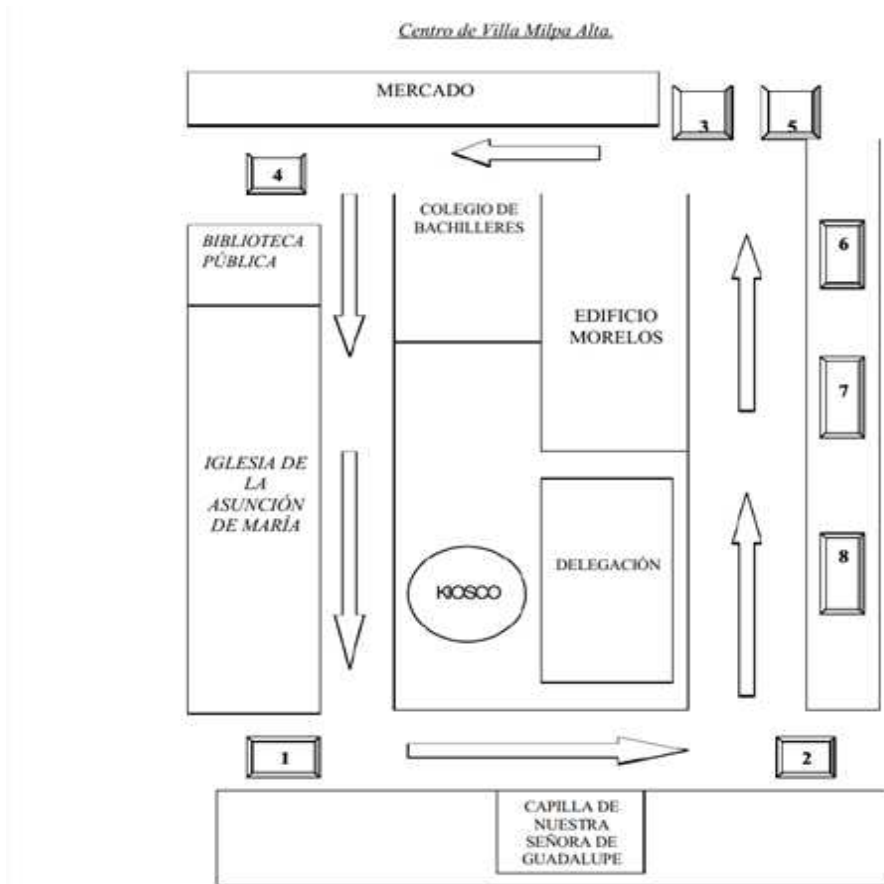 Centro de Villa Milpa Alta.
MERCADO
3
5
4
COLEGIO DE
BACHILLERES
BIBLIOTECA
PÚBLICA
6
EDIFICIO
MORELOS
7
IGLESIA DE
LA
ASUNCIÓN
DE MARÍA
8
DELEGACIÓN
KIOSCO
1
2
CAPILLA DE
NUESTRA
SEÑORA DE
GUADALUPE